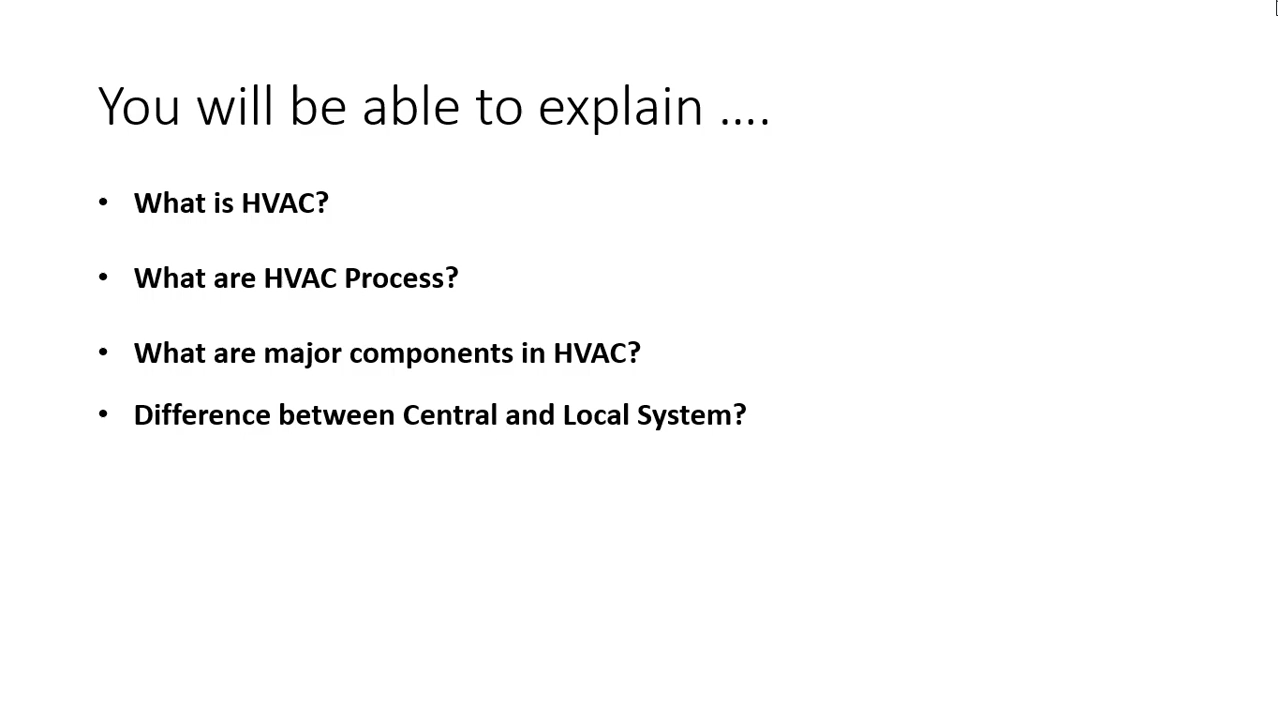 You will be able to explain ....
• What is HVAC?
• What are HVAC Process?
• What are major components in HVAC?
• Difference between Central and Local System?